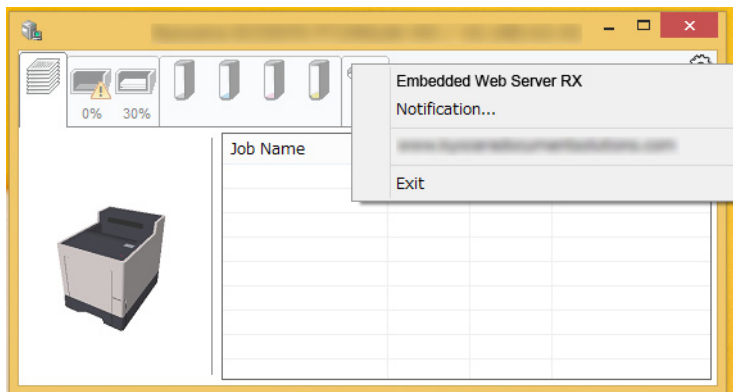 0%
30%
Job Name
Embedded Web Server RX
Notification...
Exit